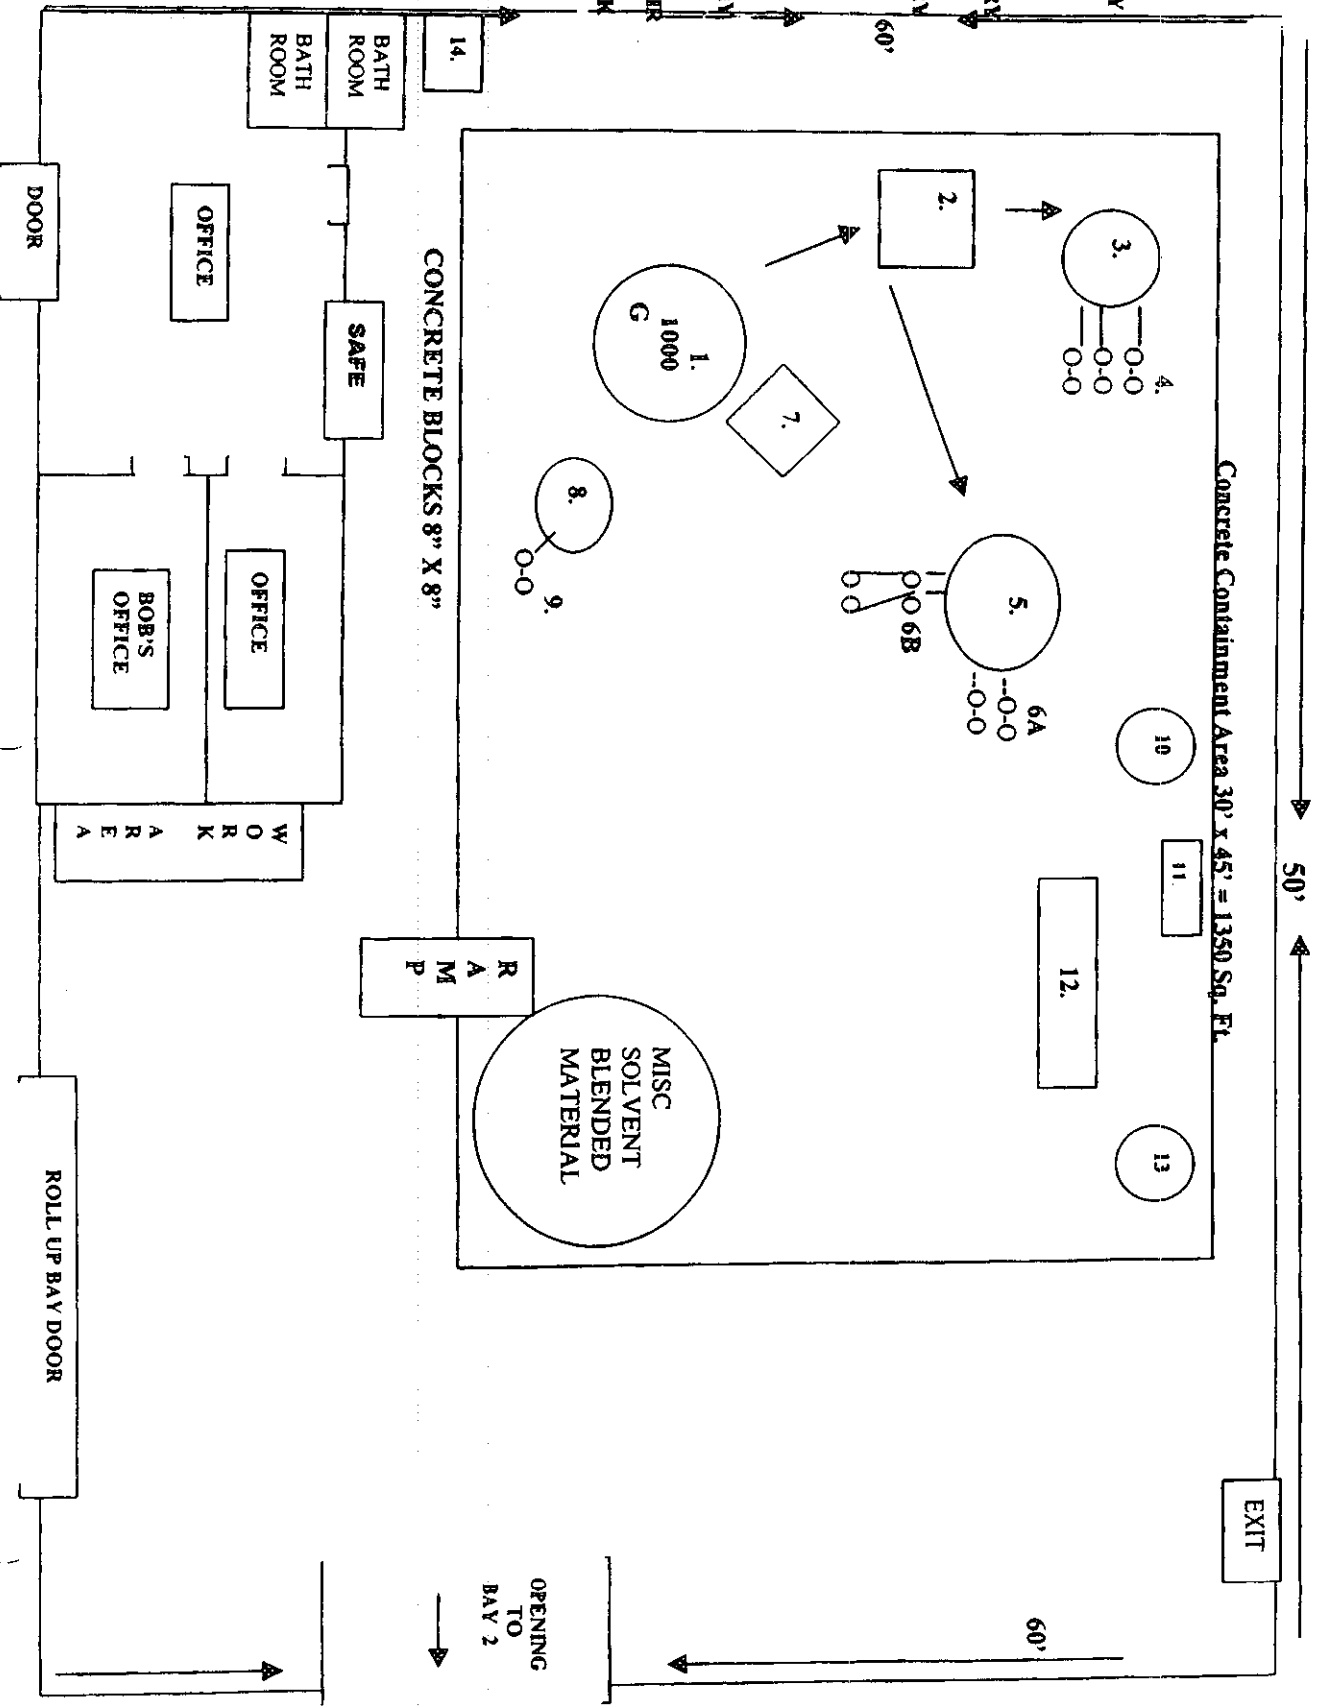 50’
Concrete Containment Area 30’ x 45’ = 1350 Sq. Ft.
EXIT
60’
60’
3.
4.
O-O
O-O
O-O
2.
10
11
13
12.
5.
6A
--O-O
--O-O
6B
O O
O O
1.
1000
G
7.
8.
9.
O-O
MISC
SOLVENT
BLENDED
MATERIAL
RAMP
OPENING
TO
BAY 2
14.
CONCRETE BLOCKS 8” X 8”
BATH
ROOM
BATH
ROOM
SAFE
OFFICE
OFFICE
BOB'S
OFFICE
WORK AREA
DOOR
ROLL UP BAY DOOR